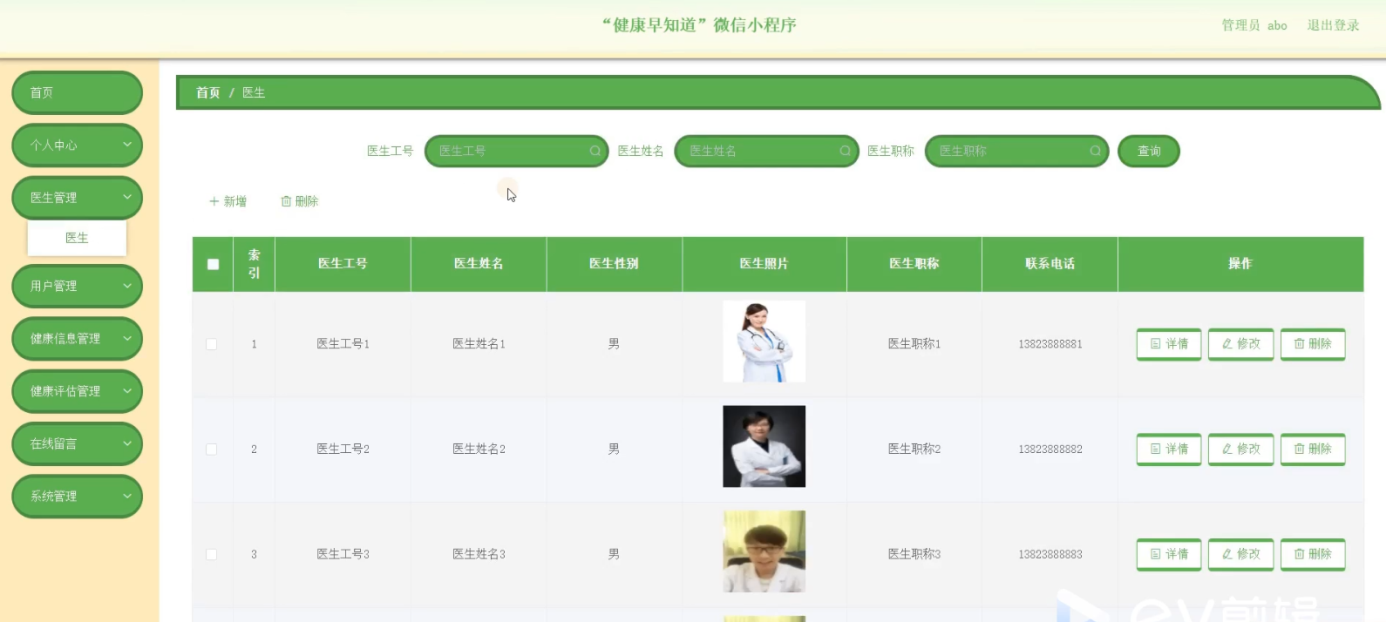 “健康早知道”微信小程序
管理员 abo 退出登录
首页
个人中心
医生管理
医生
用户管理
健康信息管理
健康评估管理
在线留言
系统管理
首页 / 医生
医生工号 医生工号 医生姓名 医生姓名 医生职称 医生职称 查询
+ 新增 删除
索引 医生工号 医生姓名 医生性别 医生照片 医生职称 联系电话 操作
1 医生工号1 医生姓名1 男 医生职称1 13823888881 详情 修改 删除
2 医生工号2 医生姓名2 男 医生职称2 13823888882 详情 修改 删除
3 医生工号3 医生姓名3 男 医生职称3 13823888883 详情 修改 删除
EV剪辑